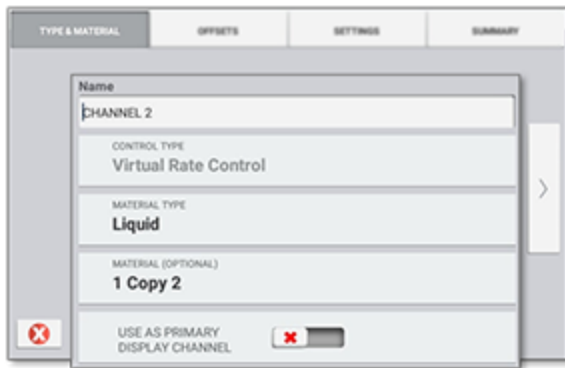 TYPE & MATERIAL OFFSETS SETTINGS SUMMARY
Name
CHANNEL 2
CONTROL TYPE
Virtual Rate Control
MATERIAL TYPE
Liquid
MATERIAL (OPTIONAL)
1 Copy 2
USE AS PRIMARY
DISPLAY CHANNEL